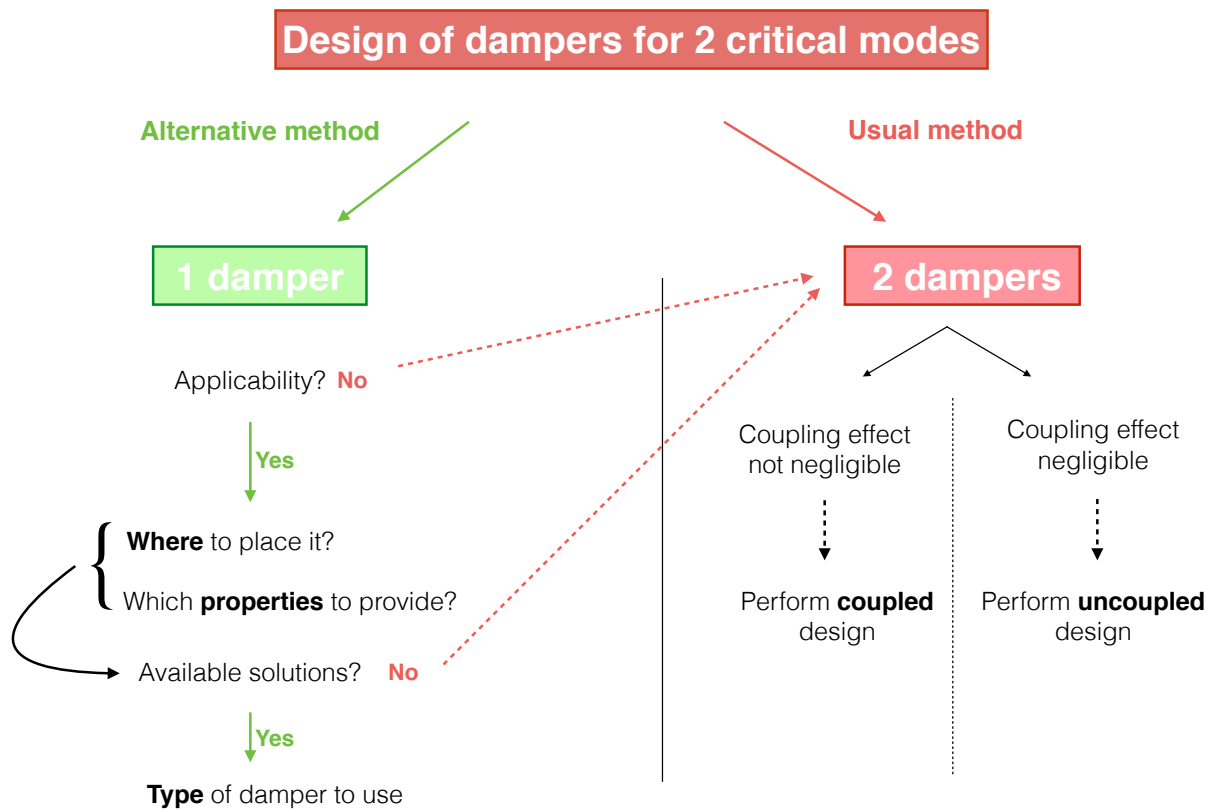 Design of dampers for 2 critical modes
Alternative method
Usual method
1 damper
2 dampers
Applicability? No
Yes
Where to place it?
Which properties to provide?
Available solutions? No
Yes
Type of damper to use
Coupling effect
not negligible
Perform coupled
design
Coupling effect
negligible
Perform uncoupled
design